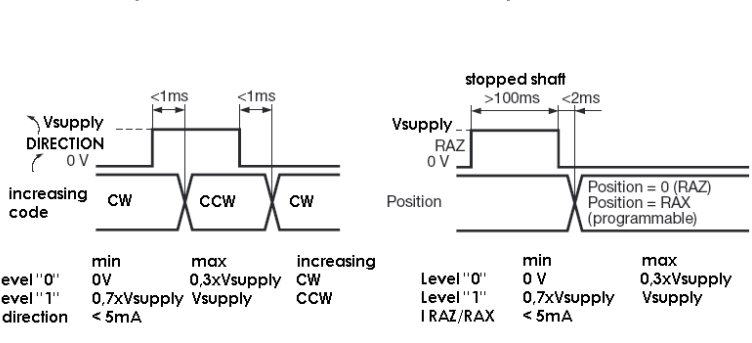 <1ms
<1ms
Vsupply
DIRECTION
0 V
increasing
code
CW
CCW
CW
min max increasing
evel "0" 0V 0,3xVsupply CW
evel "1" 0,7xVsupply Vsupply CCW
direction < 5mA
stopped shaft
>100ms <2ms
Vsupply
RAZ
0 V
Position
Position = 0 (RAZ)
Position = RAX
(programmable)
min max
Level "0" 0 V 0,3xVsupply
Level "1" 0,7xVsupply Vsupply
I RAZ/RAX < 5mA